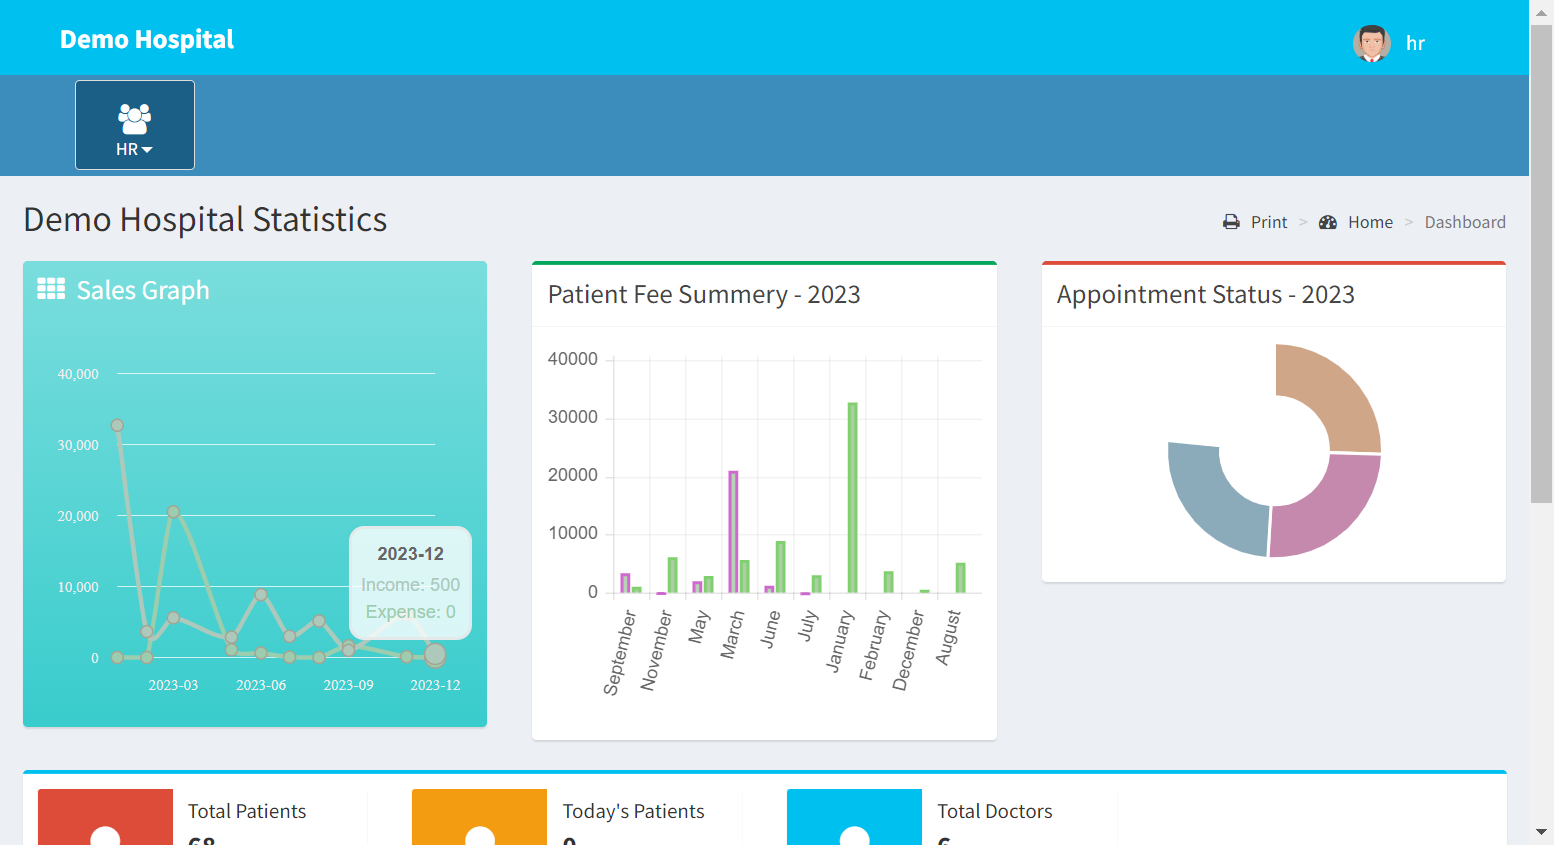 Demo Hospital
hr
HR
Demo Hospital Statistics
Print > Home > Dashboard
Sales Graph
40,000
30,000
20,000
10,000
0
2023-03
2023-06
2023-09
2023-12
2023-12
Income: 500
Expense: 0
Patient Fee Summery - 2023
40000
30000
20000
10000
0
September
November
May
March
June
July
January
February
December
August
Appointment Status - 2023
Total Patients
68
Today's Patients
0
Total Doctors
6